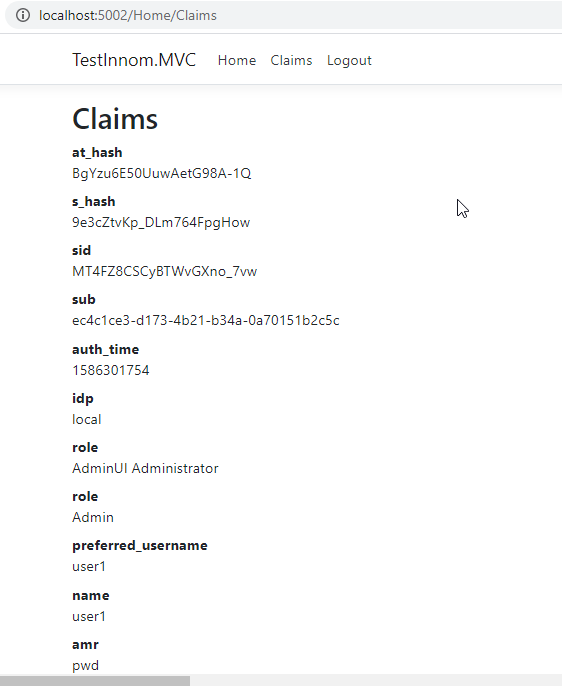 localhost:5002/Home/Claims
TestInnom.MVC Home Claims Logout
Claims
at_hash
BgYzu6E50UuwAetG98A-1Q
s_hash
9e3cZtvKp_DLm764FpgHow
sid
MT4FZ8CSCyBTWvGXno_7vw
sub
ec4c1ce3-d173-4b21-b34a-0a70151b2c5c
auth_time
1586301754
idp
local
role
AdminUI Administrator
role
Admin
preferred_username
user1
name
user1
amr
pwd